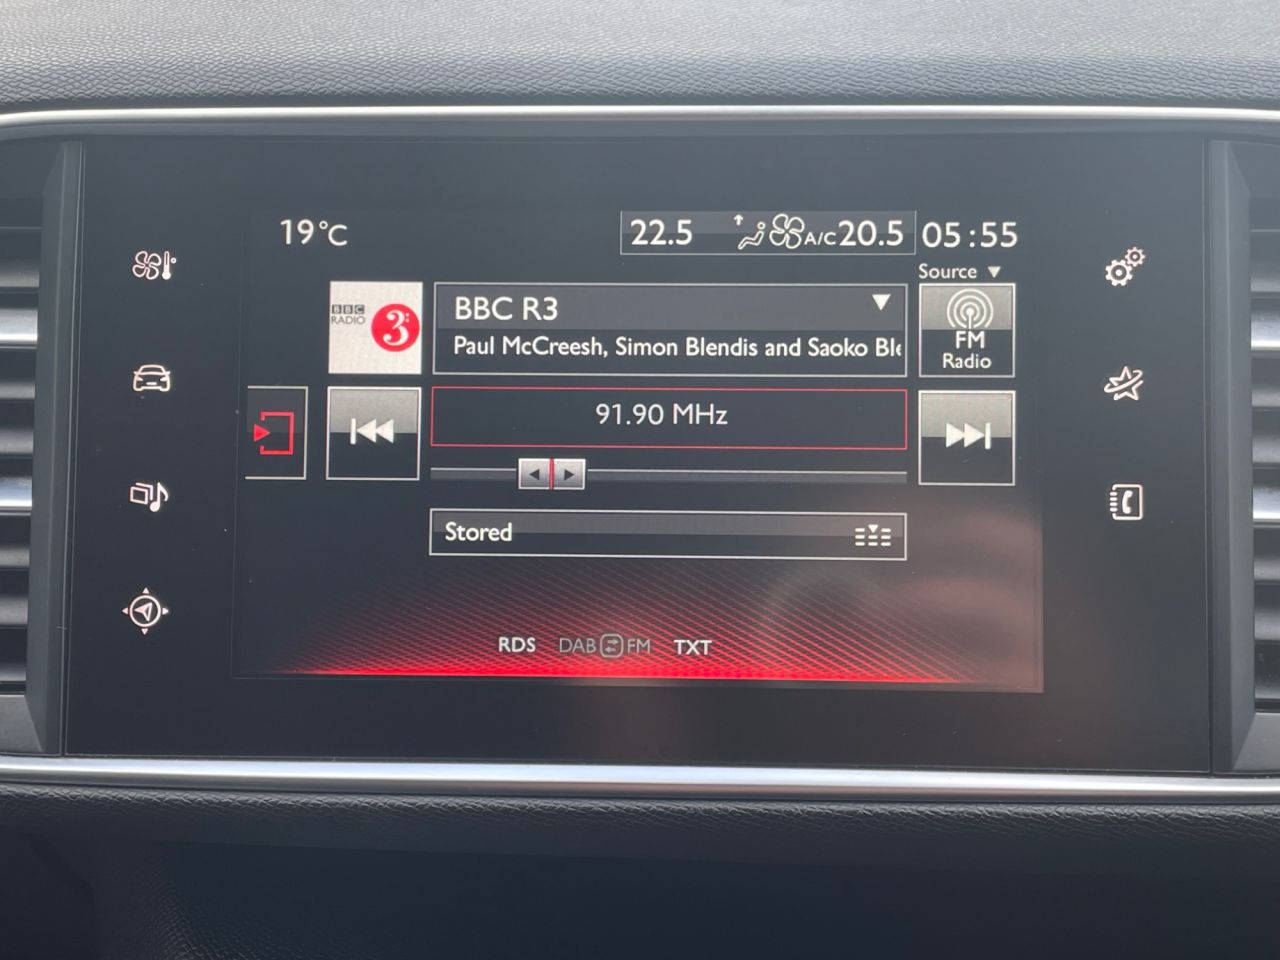 19°C
22.5 A/C 20.5 05:55
Source
BBC RADIO 3
BBC R3
Paul McCreesh, Simon Blendis and Saoko Ble
FM
Radio
91.90 MHz
Stored
RDS DAB FM TXT